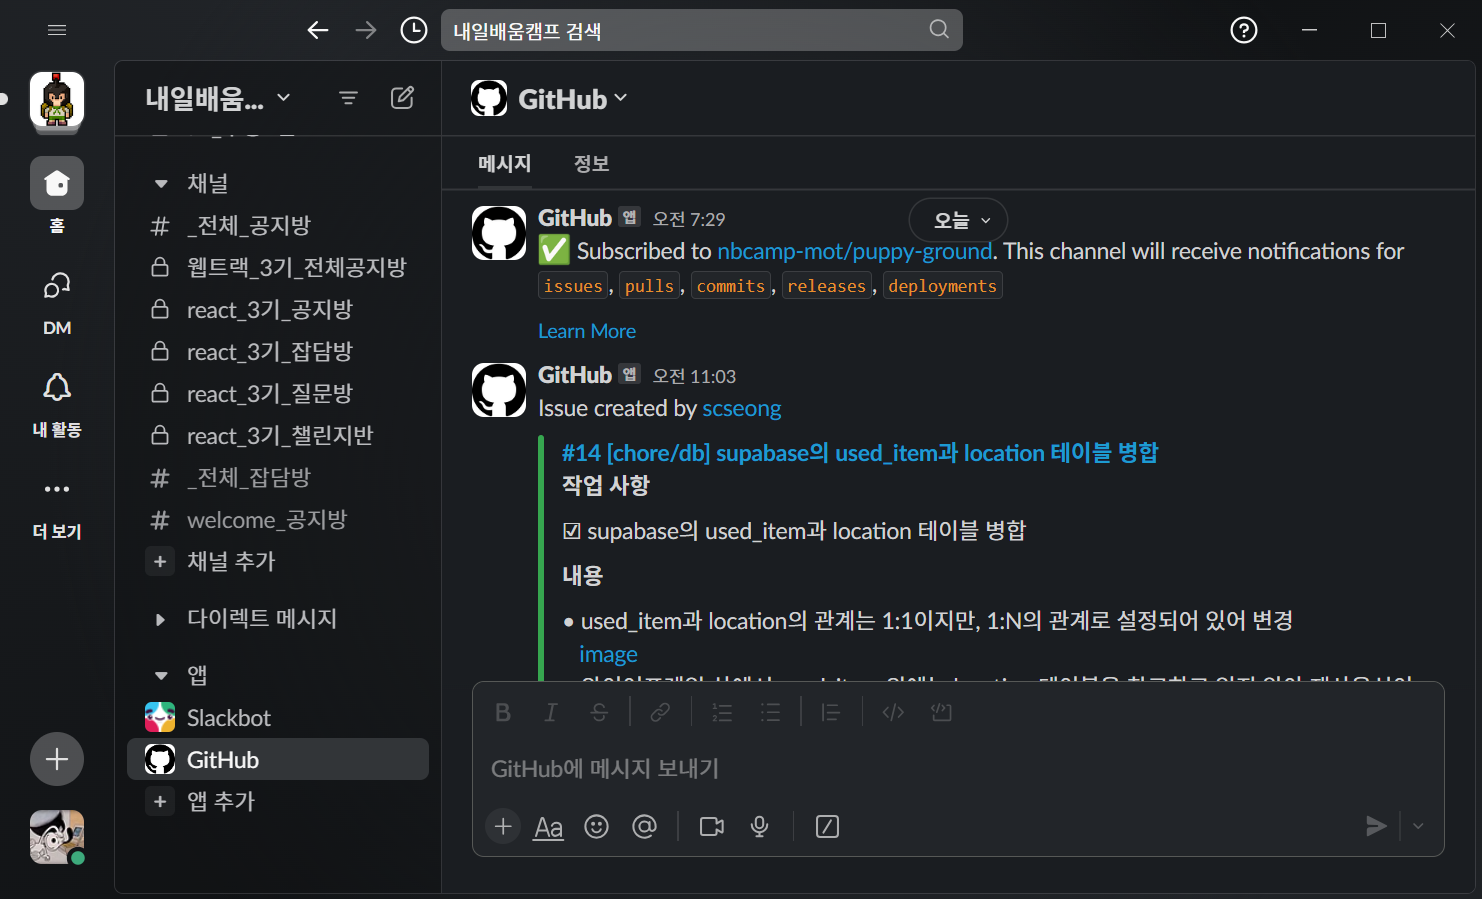 내일배움캠프 검색
홈
DM
내 활동
더 보기
내일배움...
채널
# _전체_공지방
웹트랙_3기_전체공지방
react_3기_공지방
react_3기_잡담방
react_3기_질문방
react_3기_챌린지반
# _전체_잡담방
# welcome_공지방
+ 채널 추가
다이렉트 메시지
앱
Slackbot
GitHub
+ 앱 추가
GitHub
메시지 정보
오늘
GitHub 앱 오전 7:29
✅ Subscribed to nbcamp-mot/puppy-ground. This channel will receive notifications for
issues, pulls, commits, releases, deployments
Learn More
GitHub 앱 오전 11:03
Issue created by scseong
#14 [chore/db] supabase의 used_item과 location 테이블 병합
작업 사항
☑ supabase의 used_item과 location 테이블 병합
내용
• used_item과 location의 관계는 1:1이지만, 1:N의 관계로 설정되어 있어 변경
image
B I S
GitHub에 메시지 보내기
+ Aa @